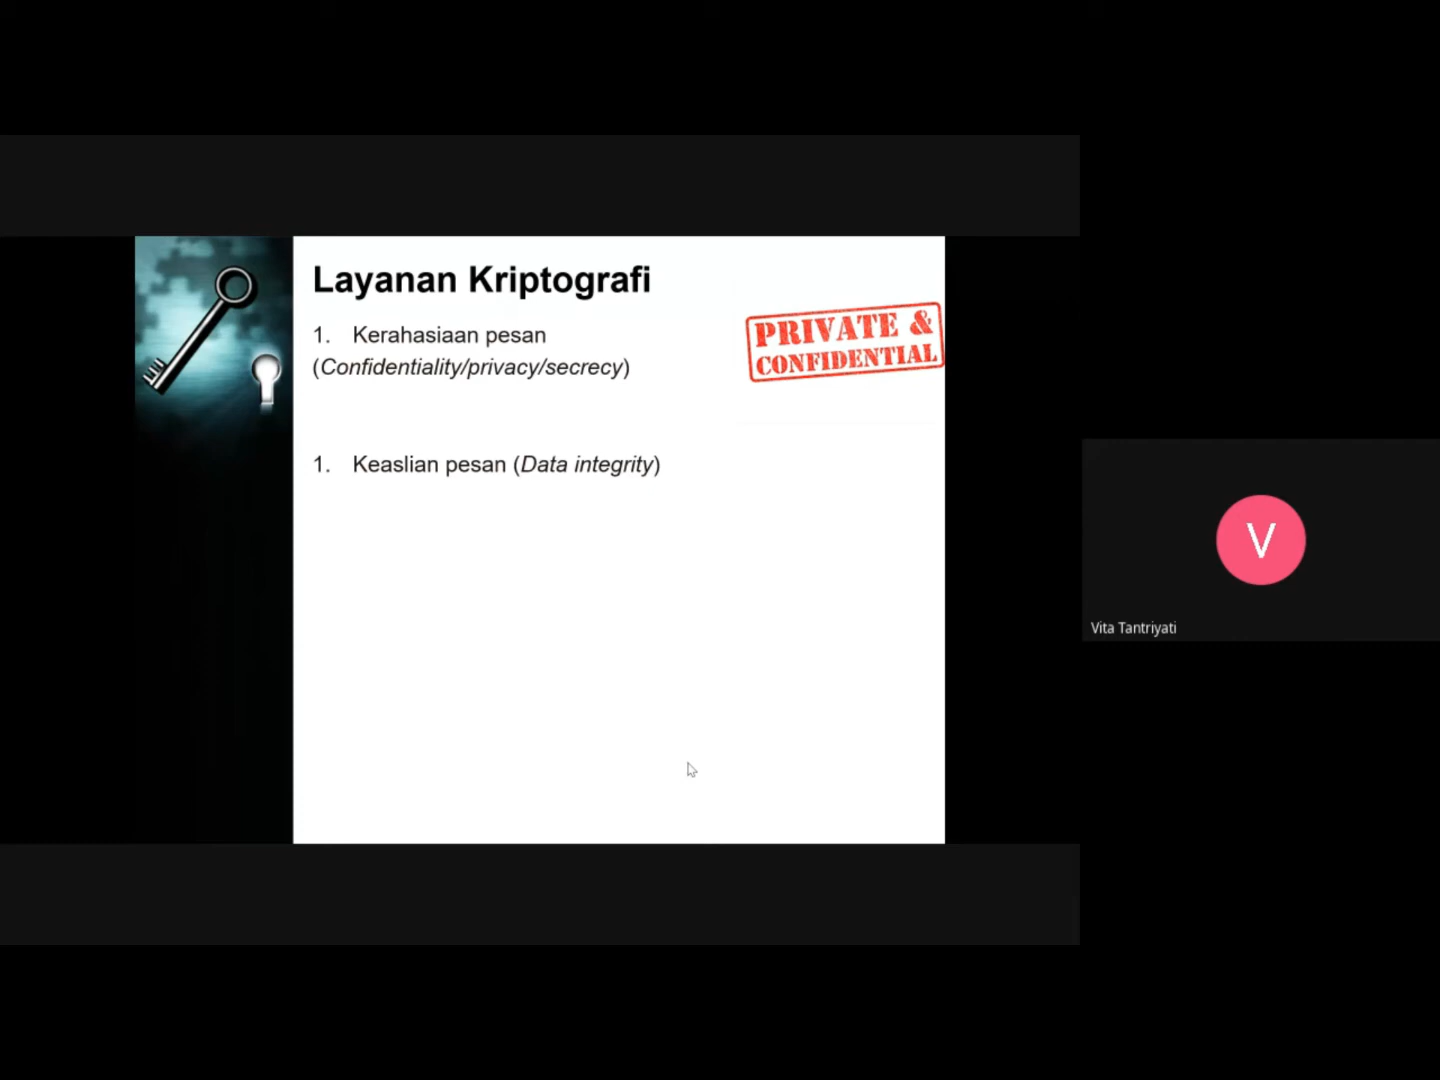 Layanan Kriptografi
1. Kerahasiaan pesan
(Confidentiality/privacy/secrecy)
PRIVATE &
CONFIDENTIAL
1. Keaslian pesan (Data integrity)
V
Vita Tantriyati